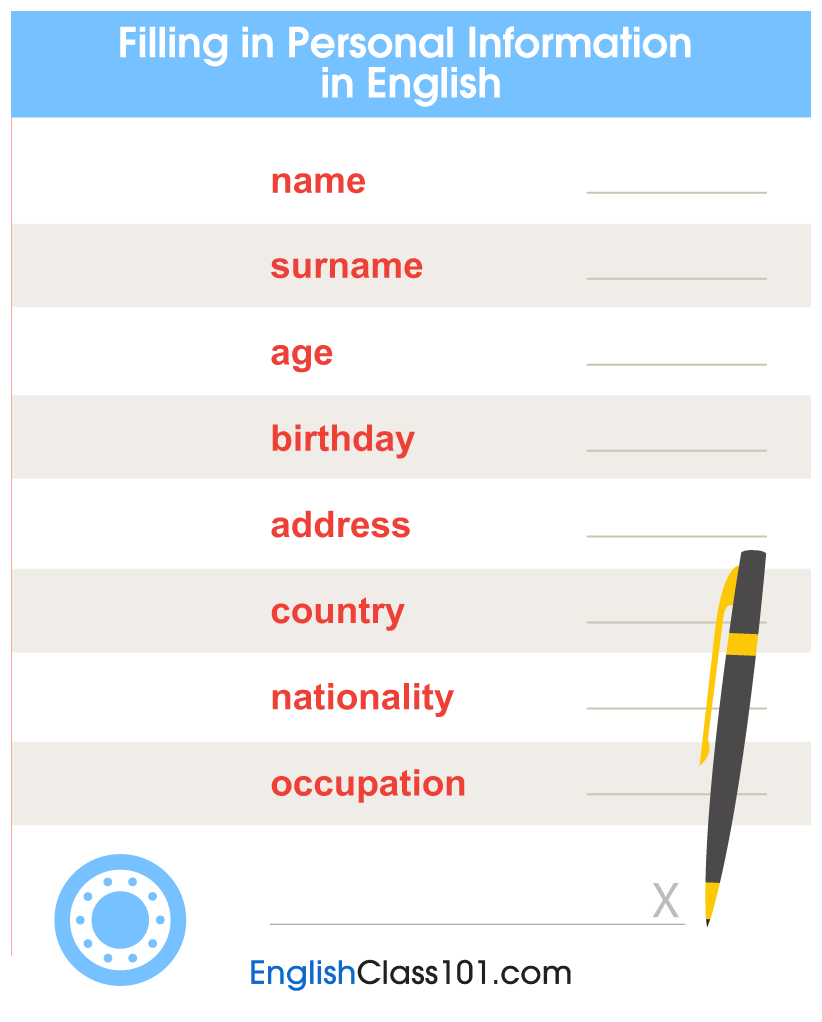 Filling in Personal Information
in English
name
surname
age
birthday
address
country
nationality
occupation
X
EnglishClass101.com